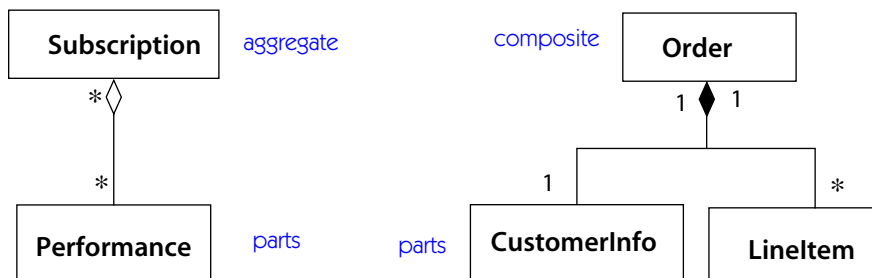 Subscription
aggregate
*
*
Performance
parts
composite
Order
1
1
1
*
parts
CustomerInfo
LineItem